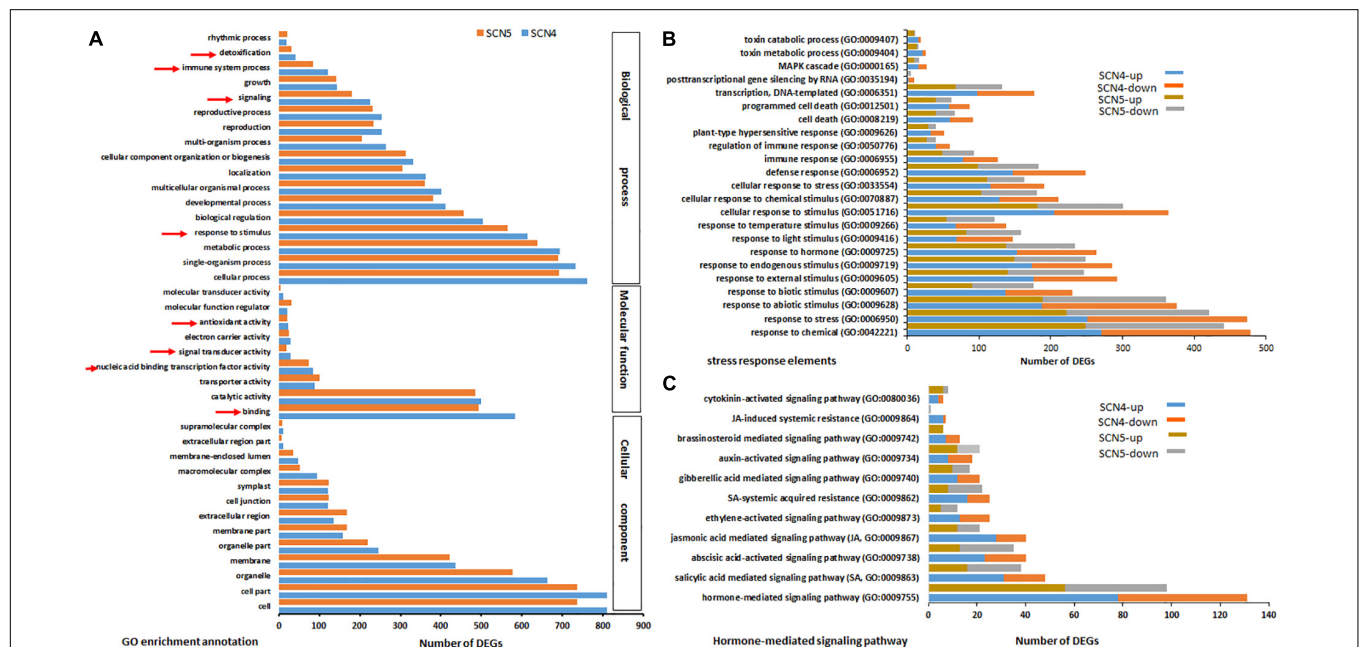 A
SCN5
SCN4
rhythmic process
detoxification
immune system process
growth
signaling
reproductive process
reproduction
multi-organism process
cellular component organization or biogenesis
localization
multicellular organismal process
developmental process
biological regulation
response to stimulus
metabolic process
single-organism process
cellular process
molecular transducer activity
molecular function regulator
antioxidant activity
electron carrier activity
signal transducer activity
nucleic acid binding transcription factor activity
transporter activity
catalytic activity
binding
supramolecular complex
extracellular region part
membrane-enclosed lumen
macromolecular complex
symplast
cell junction
extracellular region
membrane part
organelle part
membrane
organelle
cell part
cell
Biological process
Molecular function
Cellular component
0 100 200 300 400 500 600 700 800 900
GO enrichment annotation
Number of DEGs
B
toxin catabolic process (GO:0009407)
toxin metabolic process (GO:0009404)
MAPK cascade (GO:0000165)
posttranscriptional gene silencing by RNA (GO:0035194)
transcription, DNA-templated (GO:0006351)
programmed cell death (GO:0012501)
cell death (GO:0008219)
plant-type hypersensitive response (GO:0009626)
regulation of immune response (GO:0050776)
immune response (GO:0006955)
defense response (GO:0006952)
cellular response to stress (GO:0033554)
cellular response to chemical stimulus (GO:0070887)
cellular response to stimulus (GO:0051716)
response to temperature stimulus (GO:0009266)
response to light stimulus (GO:0009416)
response to hormone (GO:0009725)
response to endogenous stimulus (GO:0009719)
response to external stimulus (GO:0009605)
response to biotic stimulus (GO:0009607)
response to abiotic stimulus (GO:0009628)
response to stress (GO:0006950)
response to chemical (GO:0042221)
SCN4-up
SCN4-down
SCN5-up
SCN5-down
0 100 200 300 400 500
stress response elements
Number of DEGs
C
cytokinin-activated signaling pathway (GO:0080036)
JA-induced systemic resistance (GO:0009864)
brassinosteroid mediated signaling pathway (GO:0009742)
auxin-activated signaling pathway (GO:0009734)
gibberellic acid mediated signaling pathway (GO:0009740)
SA-systemic acquired resistance (GO:0009862)
ethylene-activated signaling pathway (GO:0009873)
jasmonic acid mediated signaling pathway (JA, GO:0009867)
abscisic acid-activated signaling pathway (GO:0009738)
salicylic acid mediated signaling pathway (SA, GO:0009863)
hormone-mediated signaling pathway (GO:0009755)
SCN4-up
SCN4-down
SCN5-up
SCN5-down
0 20 40 60 80 100 120 140
Hormone-mediated signaling pathway
Number of DEGs